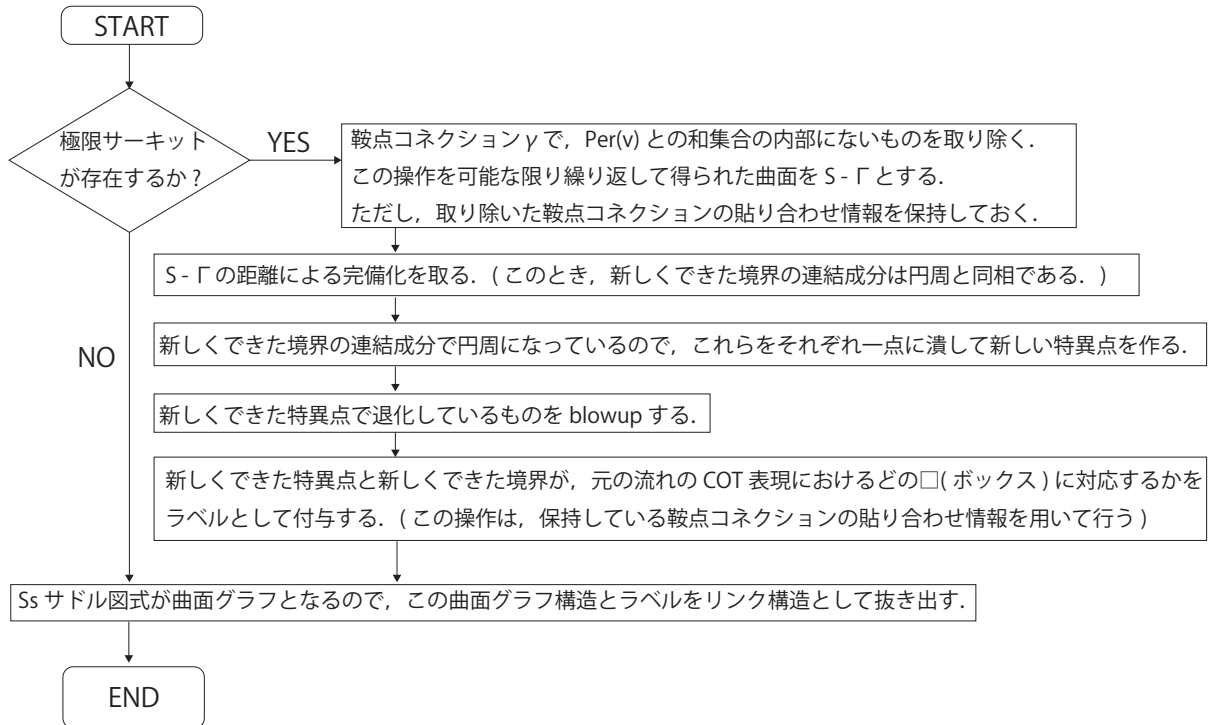 START
極限サーキット
が存在するか?
YES
鞍点コネクションγで，Per(v) との和集合の内部にないものを取り除く．
この操作を可能な限り繰り返して得られた曲面を S - Γ とする．
ただし，取り除いた鞍点コネクションの貼り合わせ情報を保持しておく．
S - Γ の距離による完備化を取る．( このとき，新しくできた境界の連結成分は円周と同相である．)
NO
新しくできた境界の連結成分で円周になっているので，これらをそれぞれ一点に潰して新しい特異点を作る．
新しくできた特異点で退化しているものを blowup する．
新しくできた特異点と新しくできた境界が，元の流れの COT 表現におけるどの□( ボックス ) に対応するかを
ラベルとして付与する．( この操作は，保持している鞍点コネクションの貼り合わせ情報を用いて行う )
Ss サドル図式が曲面グラフとなるので，この曲面グラフ構造とラベルをリンク構造として抜き出す．
END